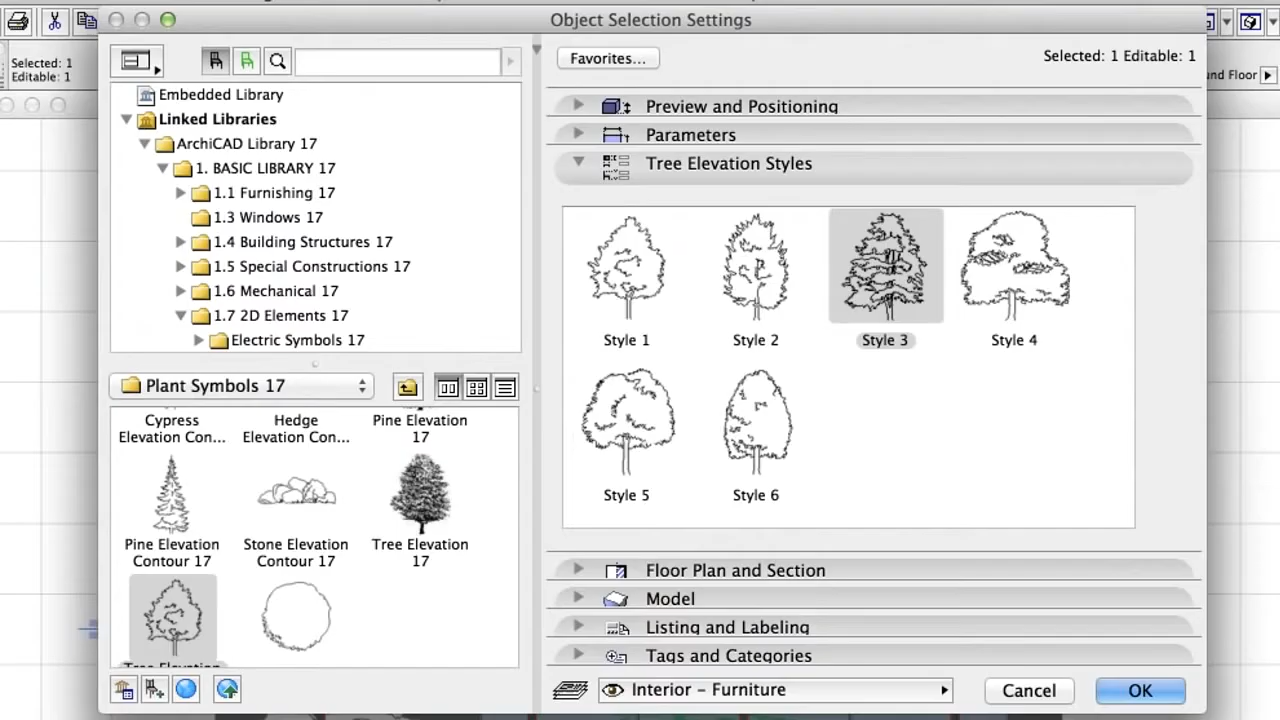 Object Selection Settings
Selected: 1
Editable: 1
Favorites...
Selected: 1 Editable: 1
Embedded Library
Linked Libraries
ArchiCAD Library 17
1. BASIC LIBRARY 17
1.1 Furnishing 17
1.3 Windows 17
1.4 Building Structures 17
1.5 Special Constructions 17
1.6 Mechanical 17
1.7 2D Elements 17
Electric Symbols 17
Plant Symbols 17
Cypress
Elevation Con...
Hedge
Elevation Con...
Pine Elevation
17
Pine Elevation
Contour 17
Stone Elevation
Contour 17
Tree Elevation
17
Tree Elevation
Preview and Positioning
Parameters
Tree Elevation Styles
Style 1
Style 2
Style 3
Style 4
Style 5
Style 6
Floor Plan and Section
Model
Listing and Labeling
Tags and Categories
Interior - Furniture
Cancel
OK
und Floor